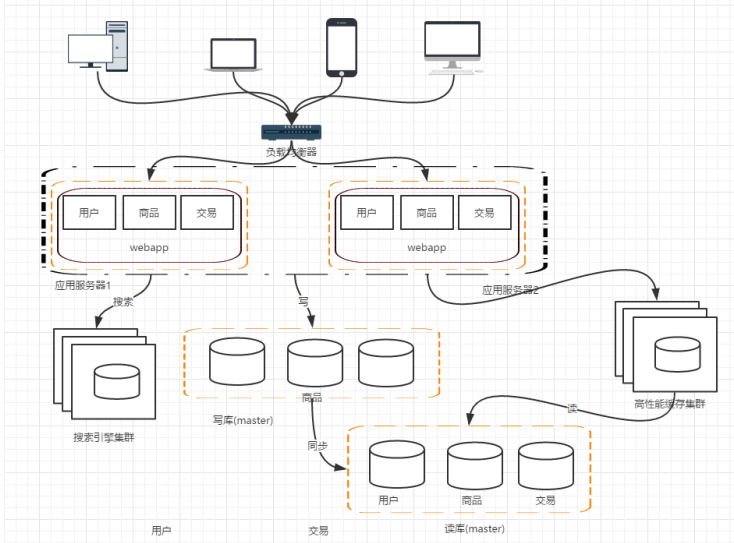 负载均衡器
用户
商品
交易
webapp
用户
商品
交易
webapp
应用服务器1
应用服务器2
搜索
写
商品
写库(master)
搜索引擎集群
高性能缓存集群
读
同步
用户
商品
交易
读库(master)
用户
交易